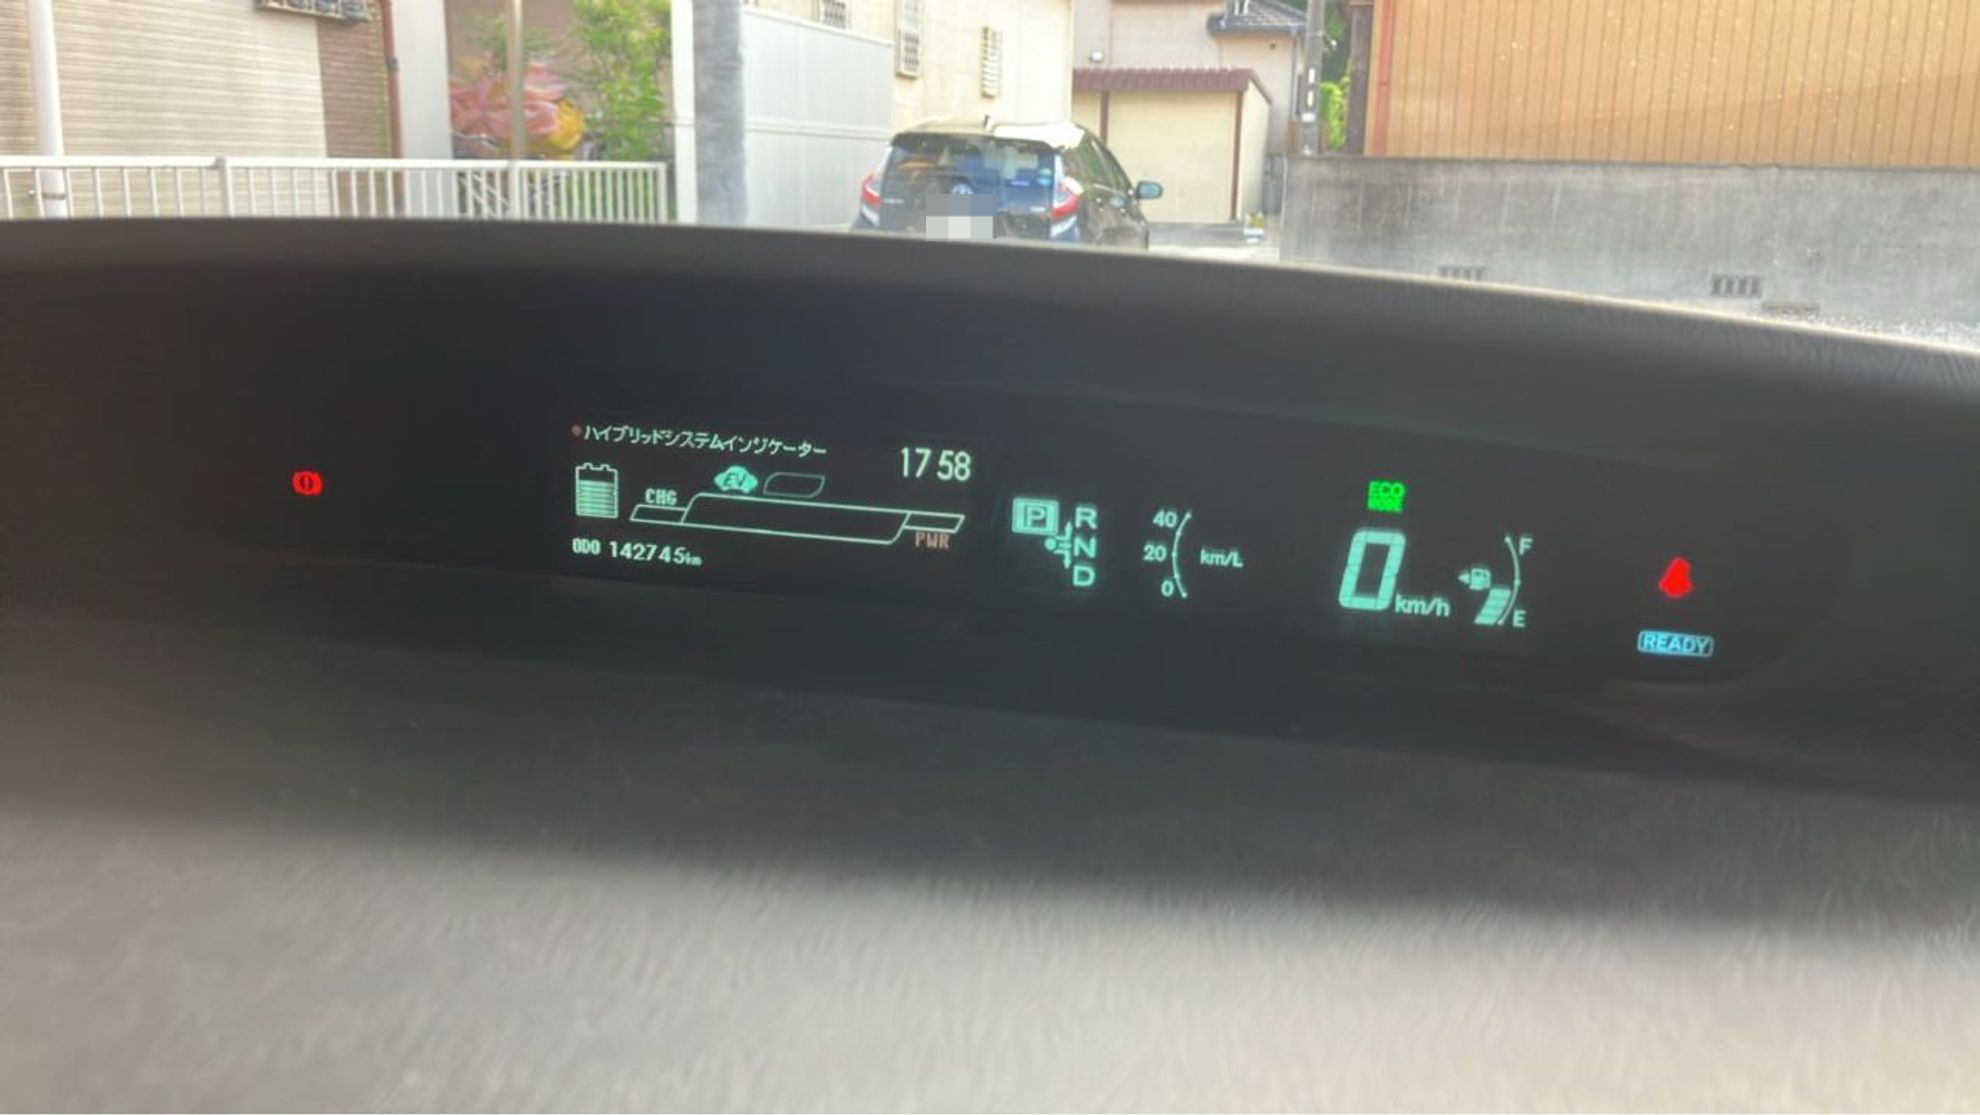 ハイブリッドシステムインジケーター
17 58
EV
CHG
PWR
ODO 142745km
P
R
N
D
40
20
0
km/L
ECO
MODE
0 km/h
F
E
READY